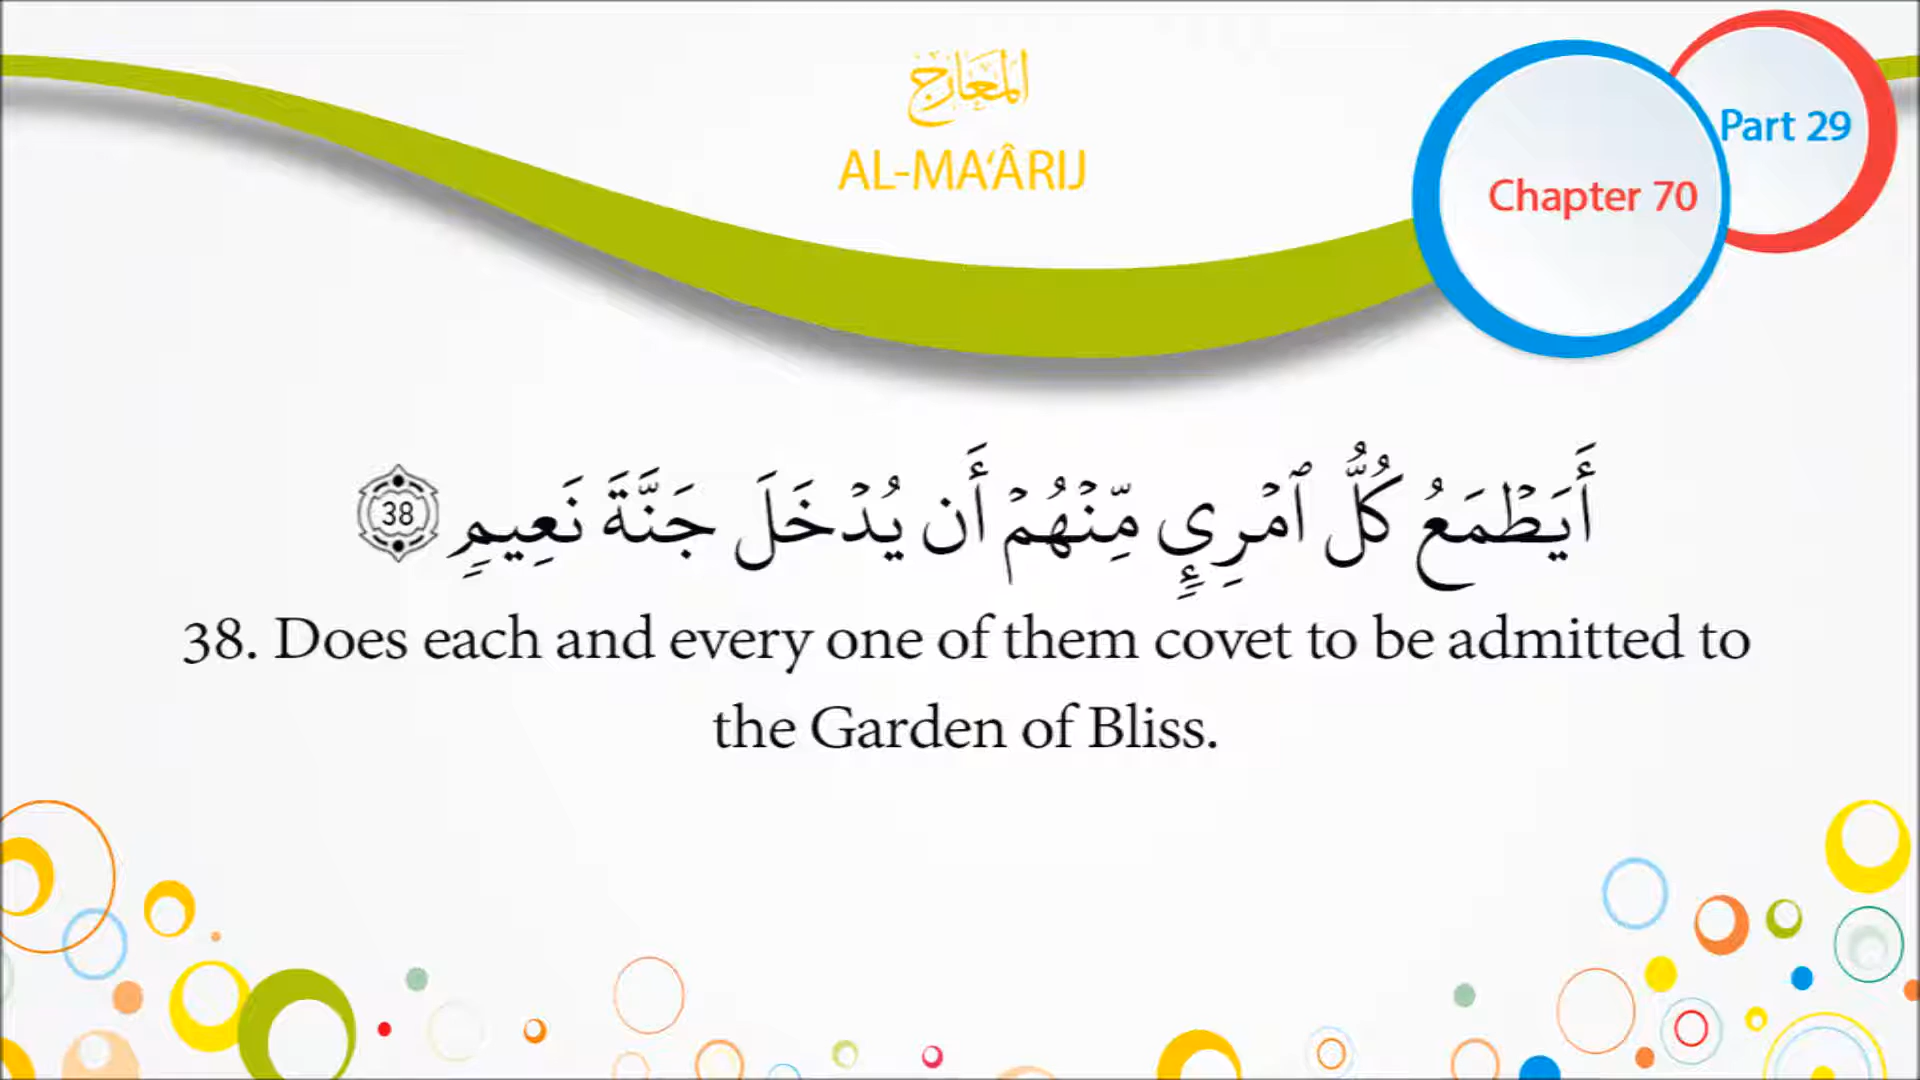 المعارج
AL-MA‘ÂRIJ
Part 29
Chapter 70
أَيَطۡمَعُ كُلُّ ٱمۡرِيٕٖ مِّنۡهُمۡ أَن يُدۡخَلَ جَنَّةَ نَعِيمٖ 38
38. Does each and every one of them covet to be admitted to
the Garden of Bliss.